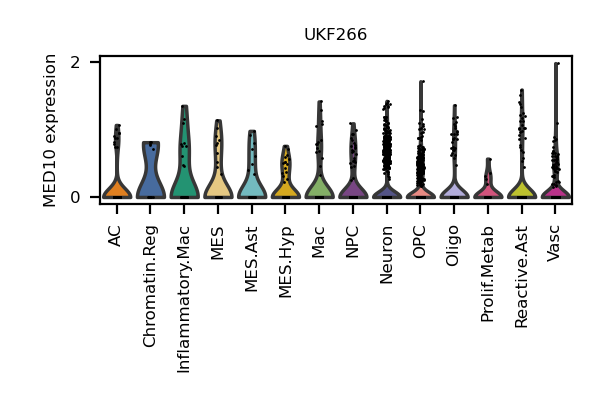 UKF266
MED10 expression
2
0
AC
Chromatin.Reg
Inflammatory.Mac
MES
MES.Ast
MES.Hyp
Mac
NPC
Neuron
OPC
Oligo
Prolif.Metab
Reactive.Ast
Vasc